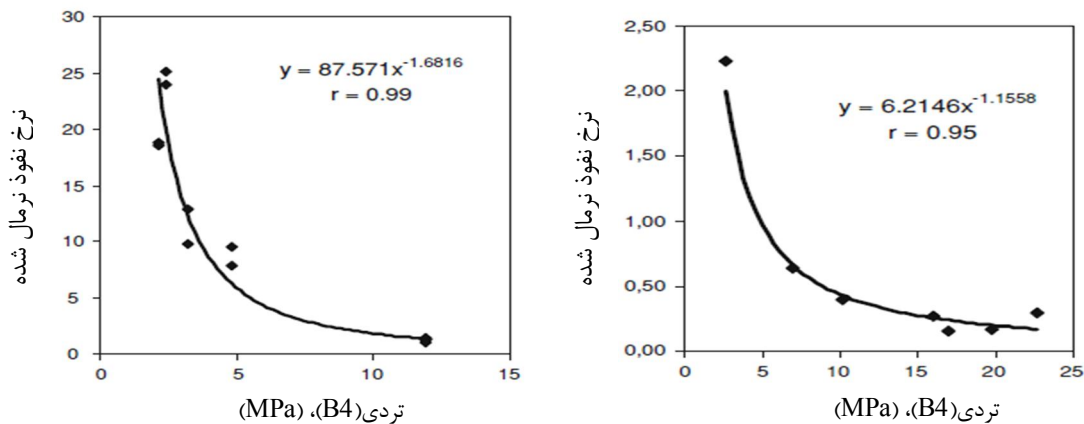 30
25
20
15
10
5
0
نرخ نفوذ نرمال شده
y = 87.571x^-1.6816
r = 0.99
0 5 10 15
تردی(B4)، (MPa)
2,50
2,00
1,50
1,00
0,50
0,00
نرخ نفوذ نرمال شده
y = 6.2146x^-1.1558
r = 0.95
0 5 10 15 20 25
تردی(B4)، (MPa)